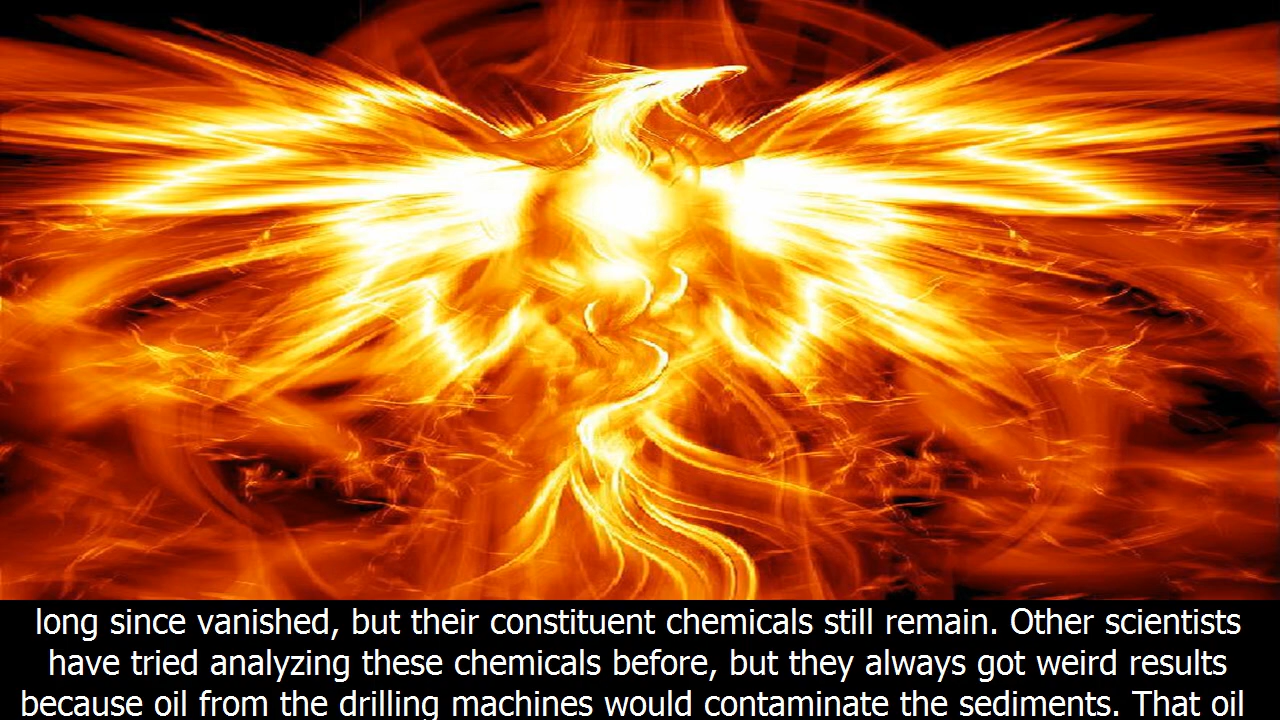 long since vanished, but their constituent chemicals still remain. Other scientists
have tried analyzing these chemicals before, but they always got weird results
because oil from the drilling machines would contaminate the sediments. That oil